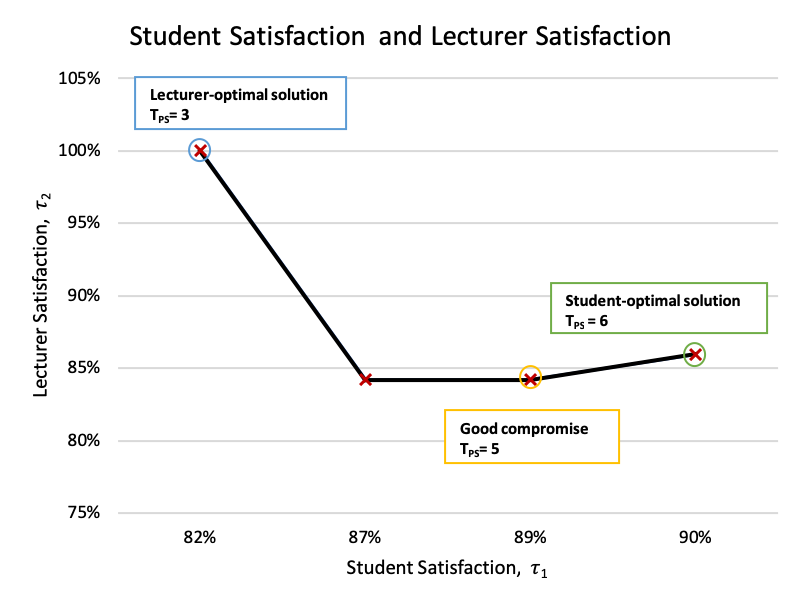 Student Satisfaction and Lecturer Satisfaction
105%
Lecturer-optimal solution
TPS= 3
100%
95%
90%
Student-optimal solution
TPS = 6
85%
Good compromise
TPS= 5
80%
75%
Lecturer Satisfaction, τ2
82% 87% 89% 90%
Student Satisfaction, τ1